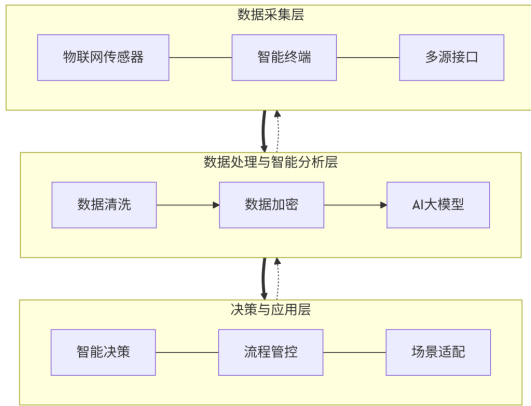 数据采集层
物联网传感器
智能终端
多源接口
数据处理与智能分析层
数据清洗
数据加密
AI大模型
决策与应用层
智能决策
流程管控
场景适配